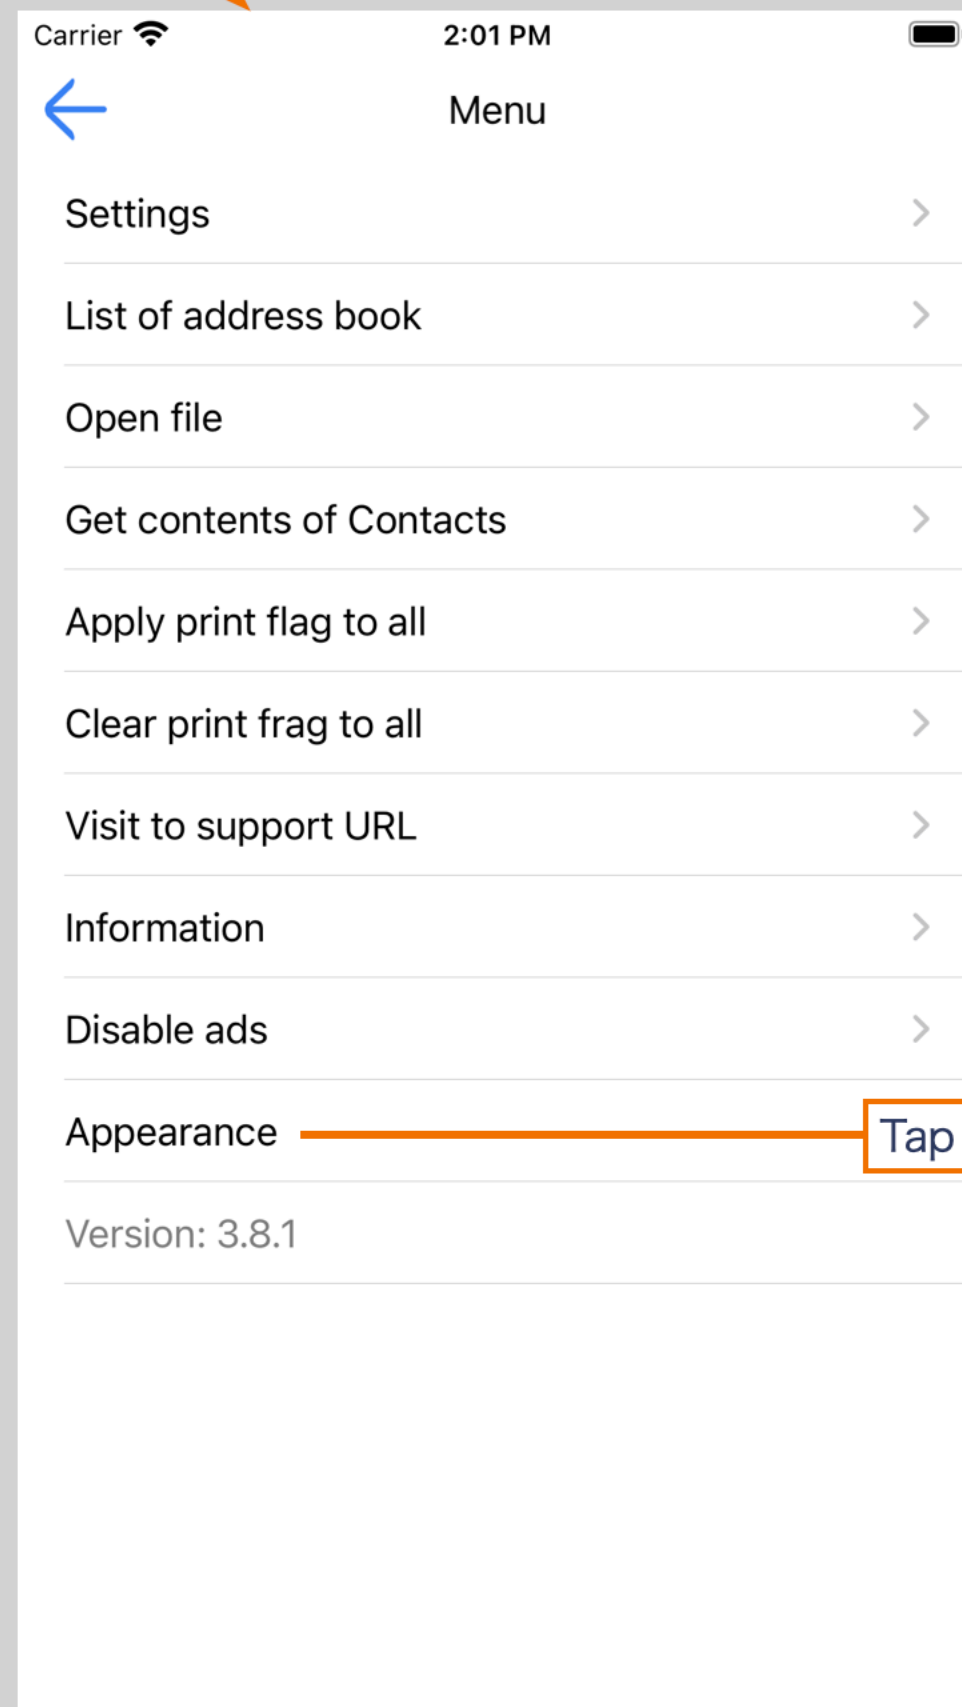 Carrier 2:01 PM
Menu
Settings
List of address book
Open file
Get contents of Contacts
Apply print flag to all
Clear print frag to all
Visit to support URL
Information
Disable ads
Appearance Tap
Version: 3.8.1